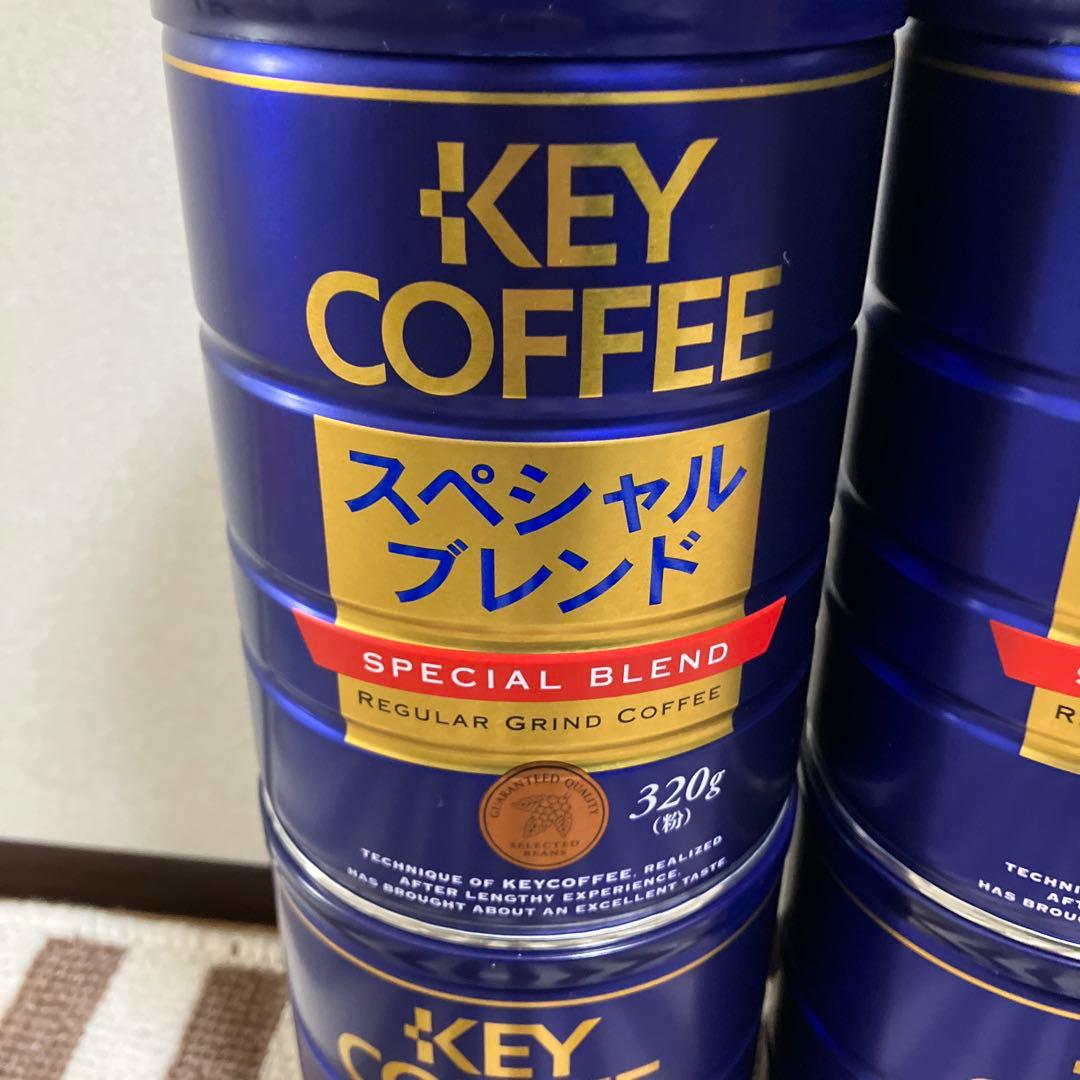 KEY
COFFEE
スペシャル
ブレンド
SPECIAL BLEND
REGULAR GRIND COFFEE
GUARANTEED QUALITY
SELECTED
BEANS
320g
(粉)
TECHNIQUE OF KEYCOFFEE, REALIZED
AFTER LENGTHY EXPERIENCE,
HAS BROUGHT ABOUT AN EXCELLENT TASTE
KEY
COFFEE